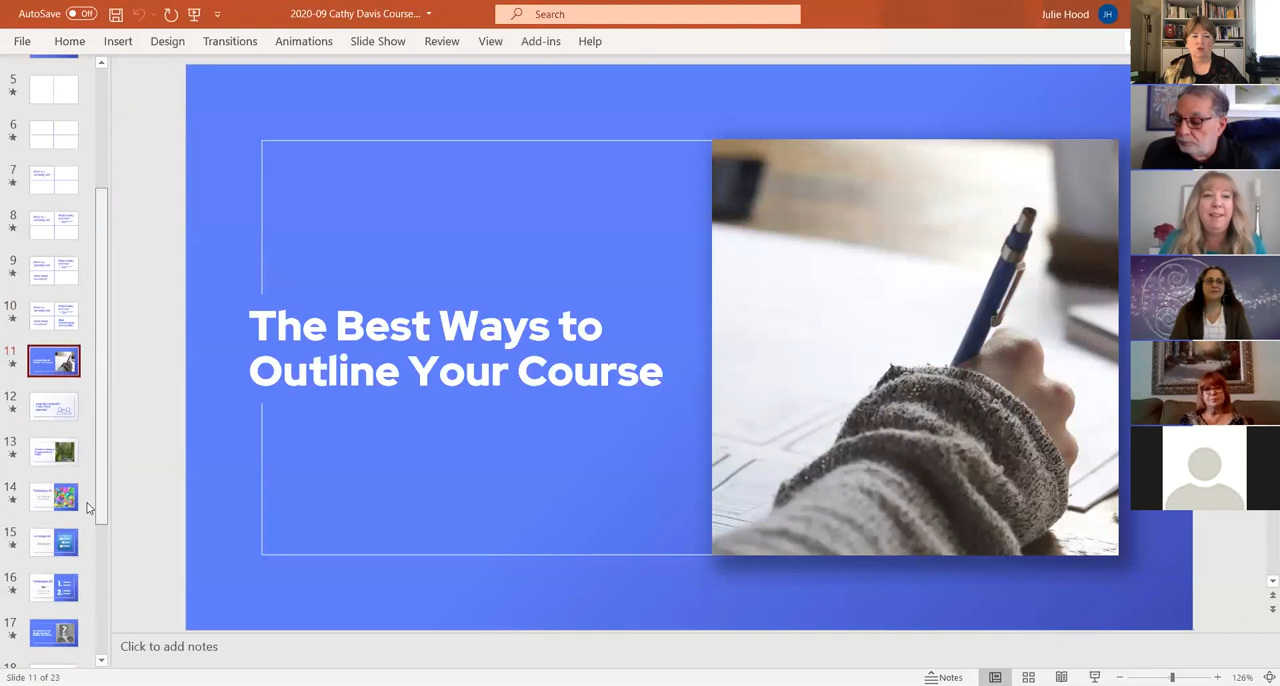 AutoSave Off
2020-09 Cathy Davis Course...
Search
Julie Hood JH
File Home Insert Design Transitions Animations Slide Show Review View Add-ins Help
5
6
7
8
9
10
11
12
13
14
15
16
17
18
The Best Ways to
Outline Your Course
Click to add notes
Slide 11 of 23
Notes
126%